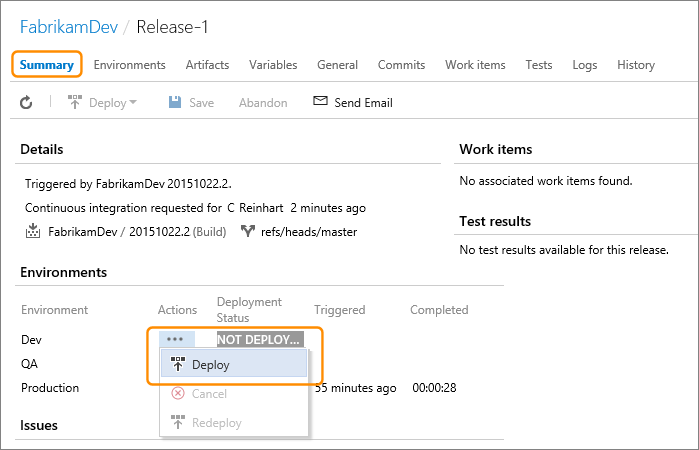 FabrikamDev / Release-1
Summary Environments Artifacts Variables General Commits Work items Tests Logs History
Deploy Save Abandon Send Email
Details
Triggered by FabrikamDev 20151022.2.
Continuous integration requested for C Reinhart 2 minutes ago
FabrikamDev / 20151022.2 (Build) refs/heads/master
Work items
No associated work items found.
Test results
No test results available for this release.
Environments
Environment Actions Deployment Status Triggered Completed
Dev ... NOT DEPLOY...
QA
Deploy
Production 55 minutes ago 00:00:28
Cancel
Redeploy
Issues